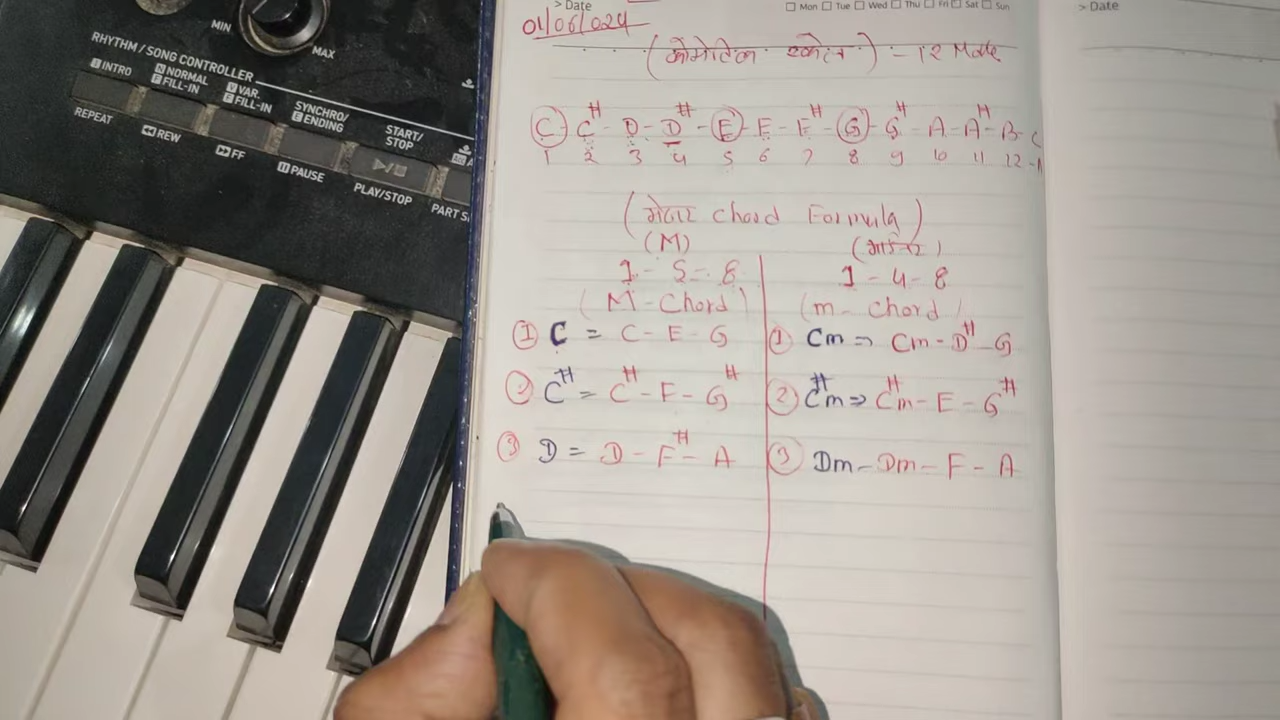 MIN
MAX
RHYTHM / SONG CONTROLLER
I INTRO
N NORMAL
F FILL-IN
V VAR.
F FILL-IN
SYNCHRO/
E ENDING
START/
STOP
REPEAT
REW
FF
PAUSE
PLAY/STOP
PART S
> Date
Mon Tue Wed Thu Fri Sat Sun
> Date
01/06/024
(क्रोमेटिक स्केल) - 12 Note
C C# - D - D# - E - F - F# - G - G# - A - A# - B - C
1 2 3 4 5 6 7 8 9 10 11 12
(मेजर Chord Formula)
(M) (माईनर)
1 - 5 - 8 1 - 4 - 8
(M - Chord) (m - chord)
① C = C - E - G ① Cm => Cm - D# - G
② C# = C# - F - G# ② C#m => C#m - E - G#
③ D = D - F# - A ③ Dm - Dm - F - A